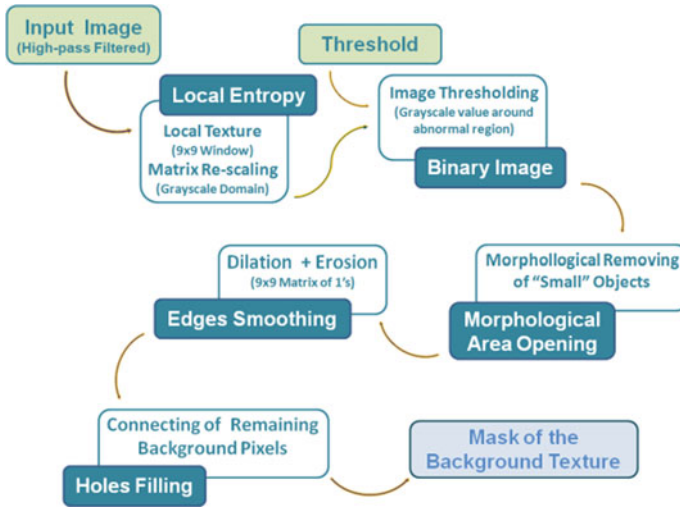 Input Image
(High-pass Filtered)
Threshold
Local Entropy
Local Texture
(9x9 Window)
Matrix Re-scaling
(Grayscale Domain)
Image Thresholding
(Grayscale value around
abnormal region)
Binary Image
Morphollogical Removing
of “Small” Objects
Morphological
Area Opening
Dilation + Erosion
(9x9 Matrix of 1's)
Edges Smoothing
Connecting of Remaining
Background Pixels
Holes Filling
Mask of the
Background Texture